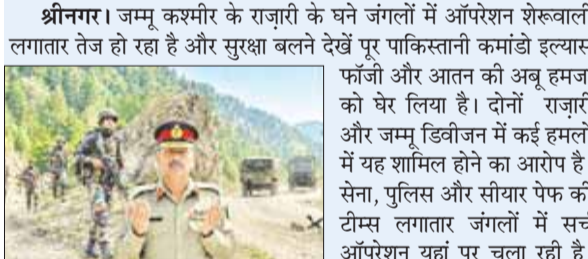 श्रीनगर। जम्मू कश्मीर के राजा़री के घने जंगलों में ऑपरेशन शेरूवाली
लगातार तेज हो रहा है और सुरक्षा बलने देखें पूर पाकिस्तानी कमांडो इल्यास
फॉजी और आतन की अबू हमज
को घेर लिया है। दोनों राजा़री
और जम्मू डिवीजन में कई हमल
में यह शामिल होने का आरोप है
सेना, पुलिस और सीयार पेफ क
टीम्स लगातार जंगलों में सच
ऑपरेशन यहां पर चला रही है